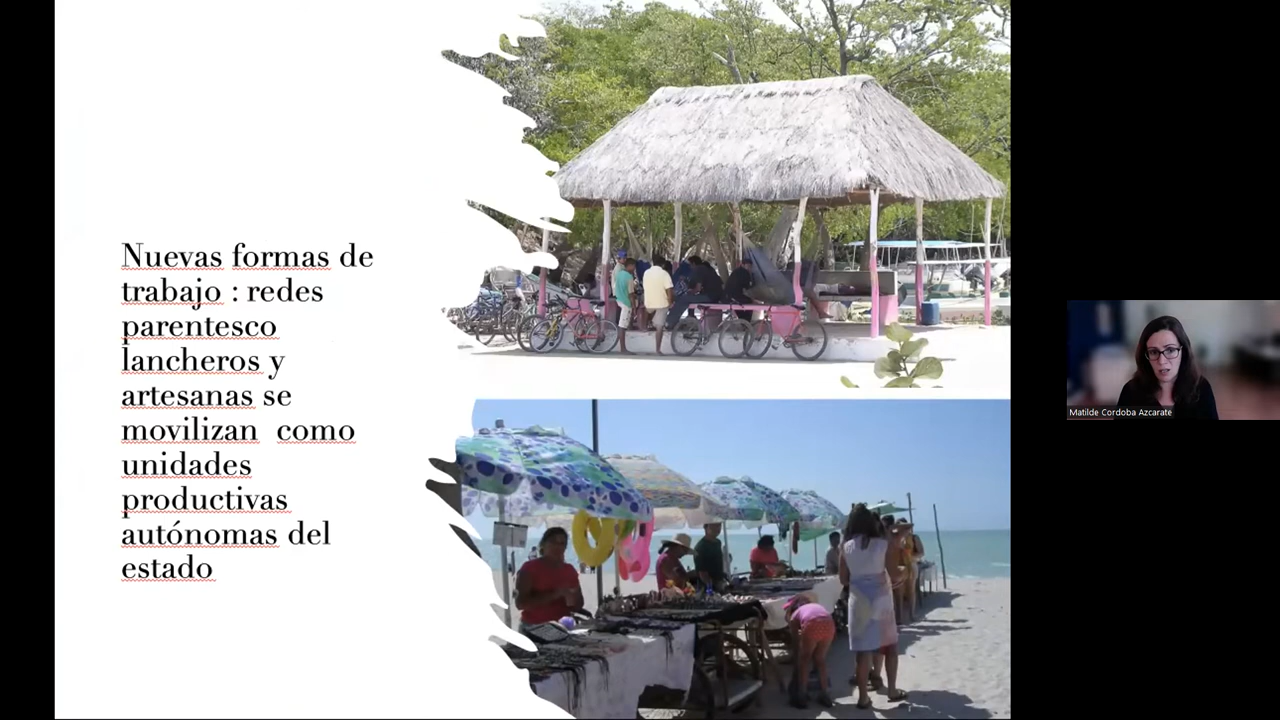 Nuevas formas de
trabajo : redes
parentesco
lancheros y
artesanas se
movilizan como
unidades
productivas
autónomas del
estado
Matilde Cordoba Azcarate